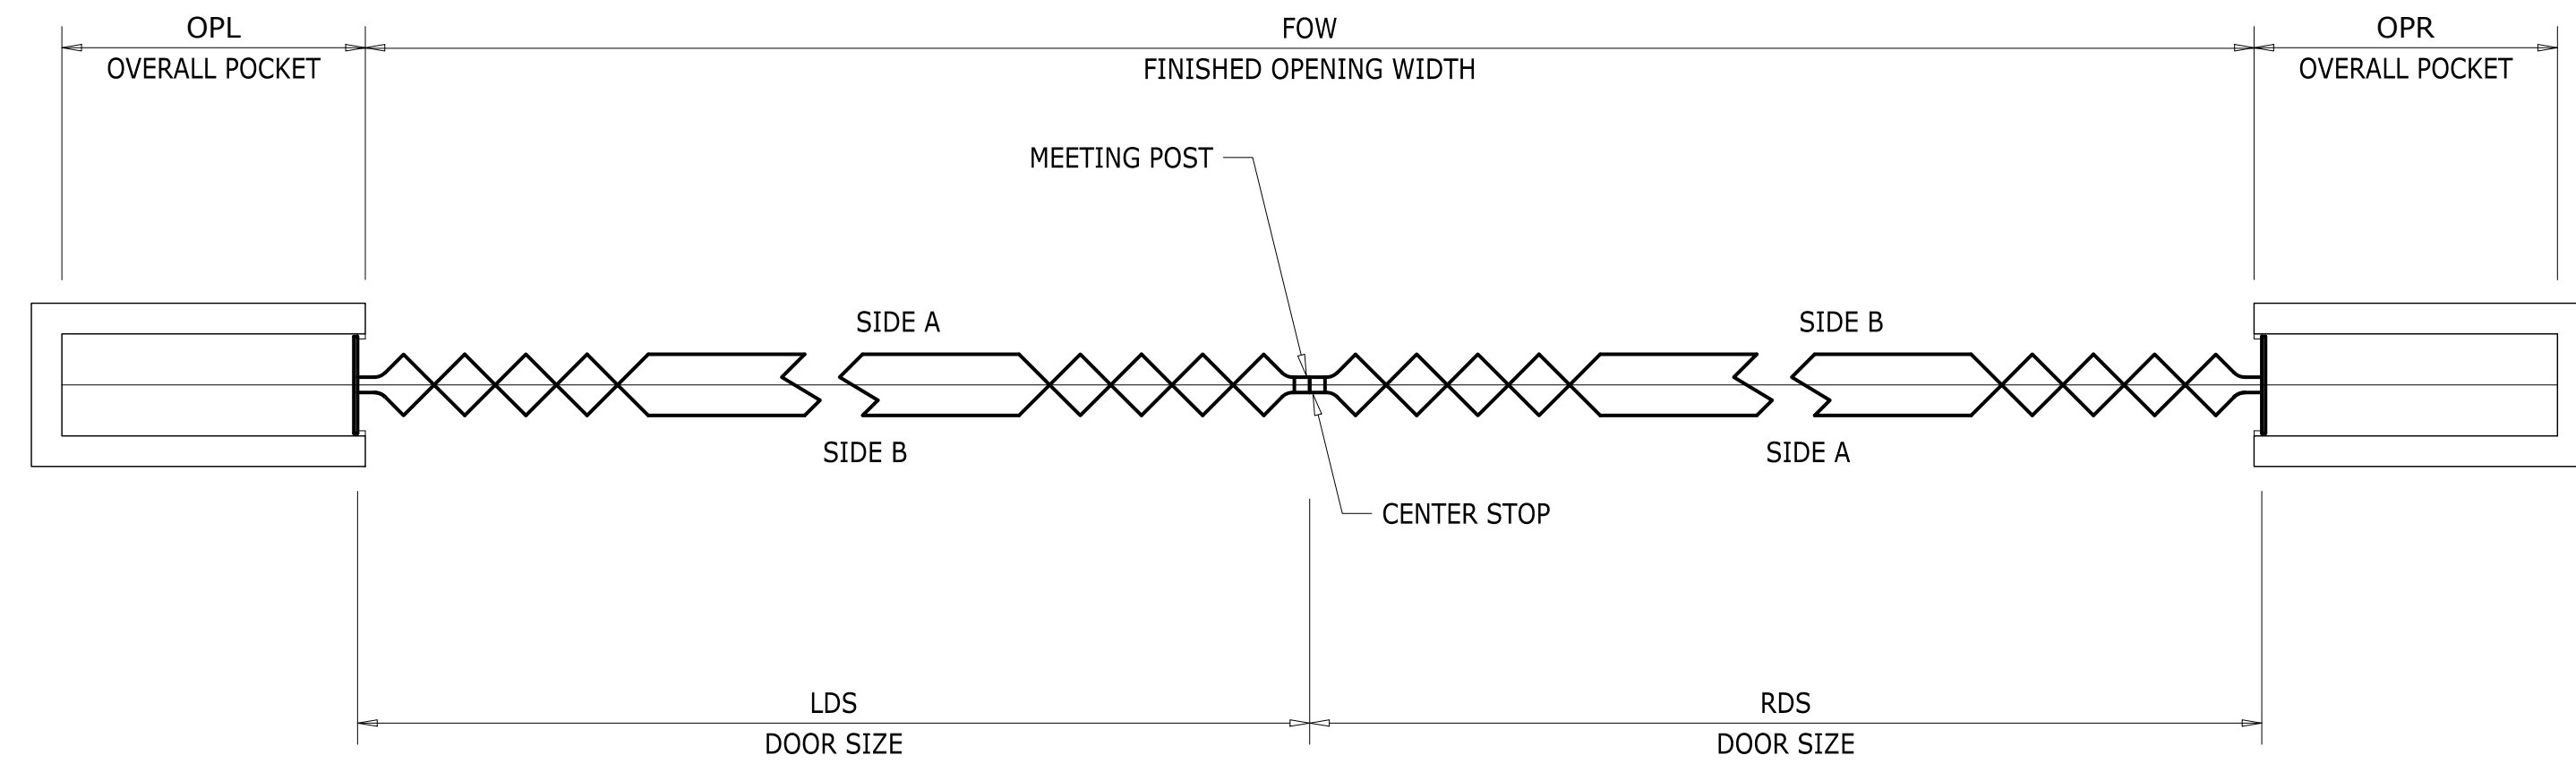 OPL
OVERALL POCKET
FOW
FINISHED OPENING WIDTH
OPR
OVERALL POCKET
MEETING POST
SIDE A
SIDE B
SIDE B
SIDE A
CENTER STOP
LDS
DOOR SIZE
RDS
DOOR SIZE